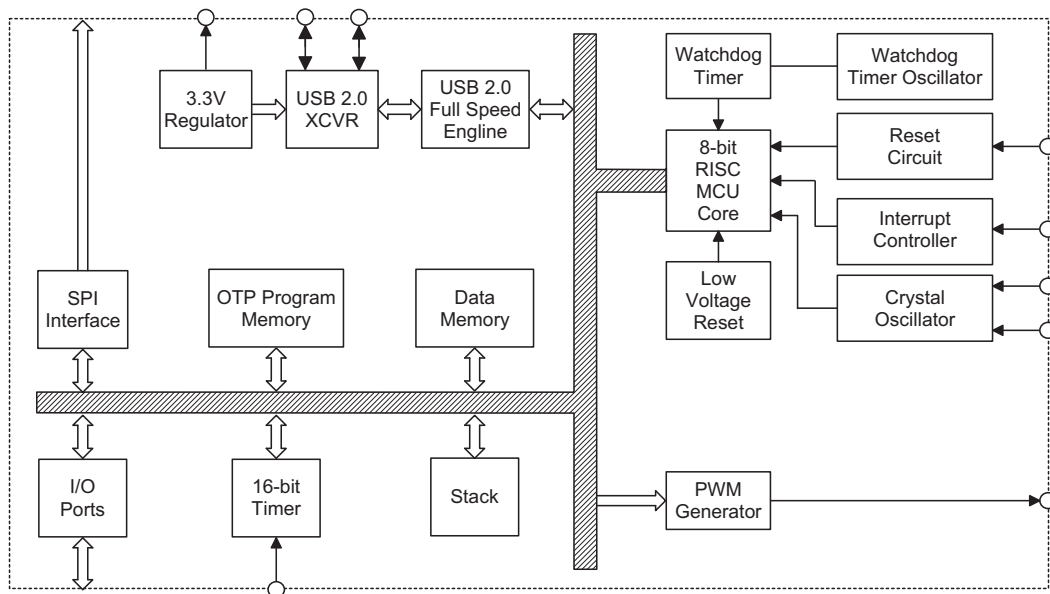 3.3V
Regulator
USB 2.0
XCVR
USB 2.0
Full Speed
Engline
Watchdog
Timer
Watchdog
Timer Oscillator
8-bit
RISC
MCU
Core
Reset
Circuit
Interrupt
Controller
Low
Voltage
Reset
Crystal
Oscillator
SPI
Interface
OTP Program
Memory
Data
Memory
I/O
Ports
16-bit
Timer
Stack
PWM
Generator